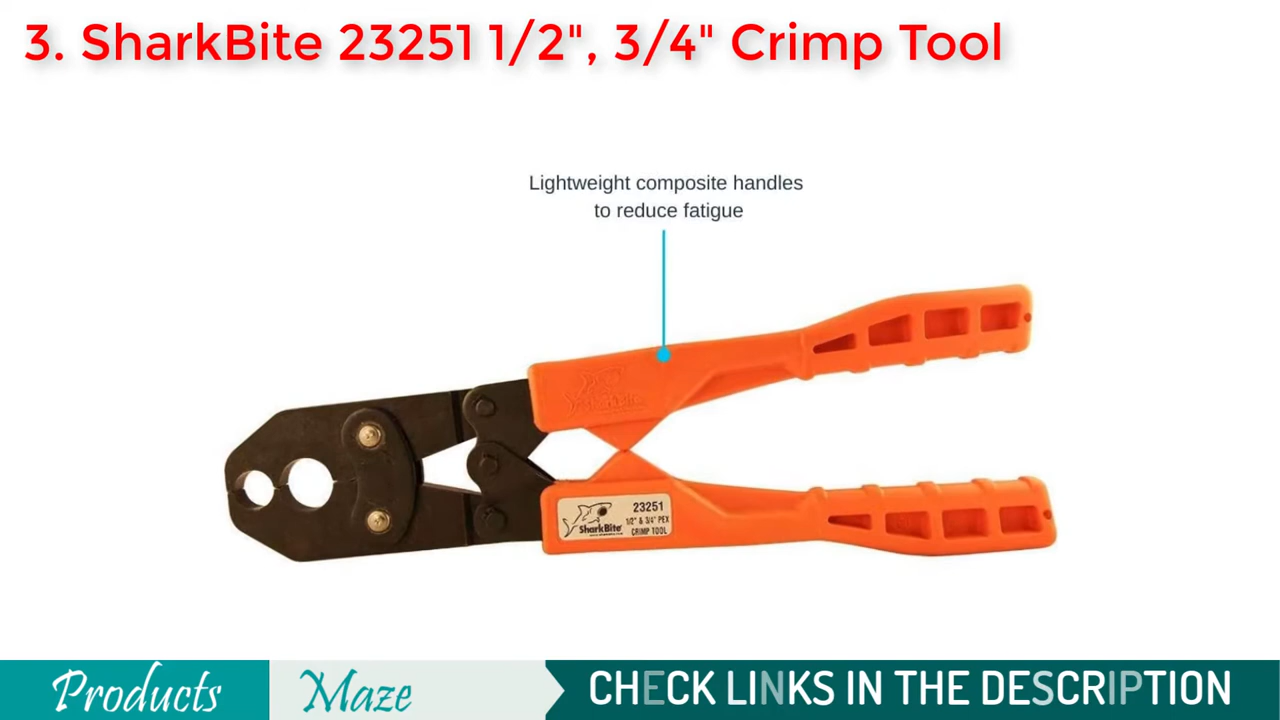 3. SharkBite 23251 1/2", 3/4" Crimp Tool
Lightweight composite handles
to reduce fatigue
SharkBite
23251
1/2" & 3/4" PEX
CRIMP TOOL
SharkBite
Products Maze
CHECK LINKS IN THE DESCRIPTION